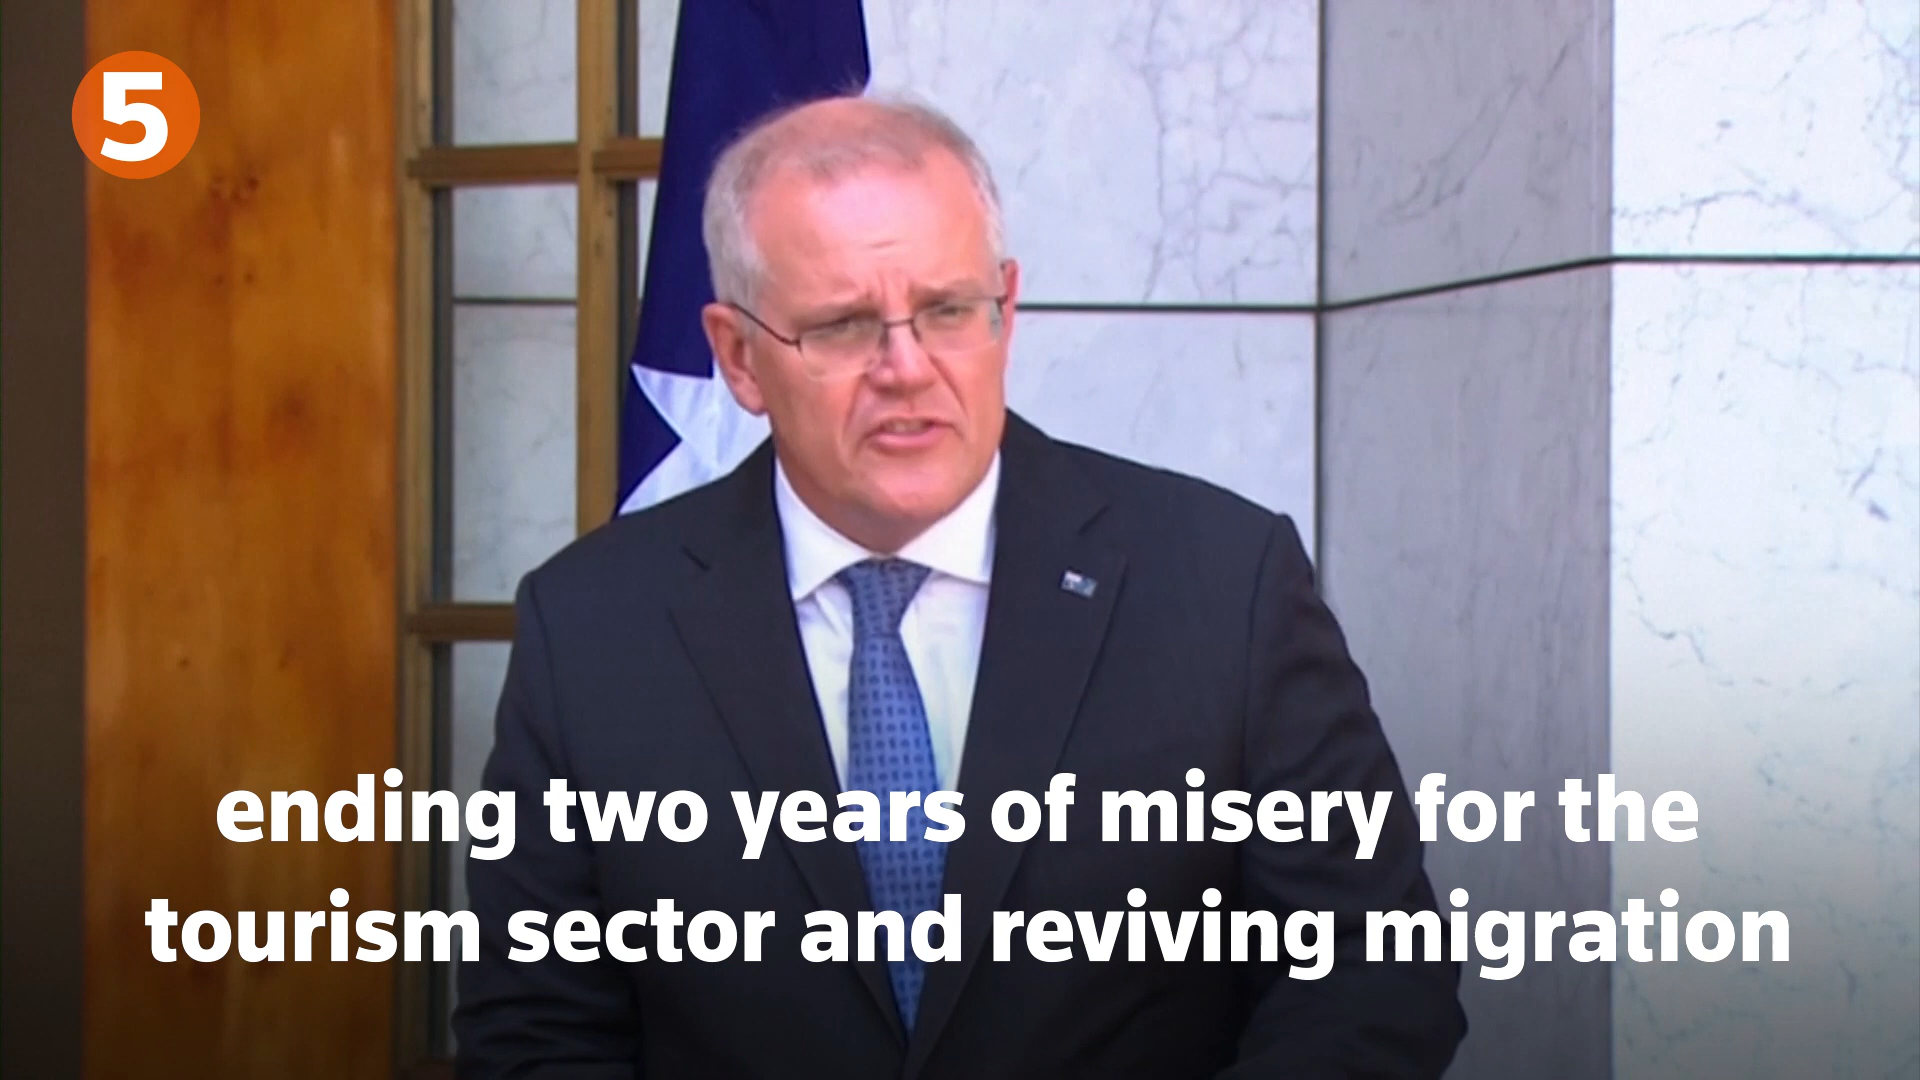 5
ending two years of misery for the
tourism sector and reviving migration